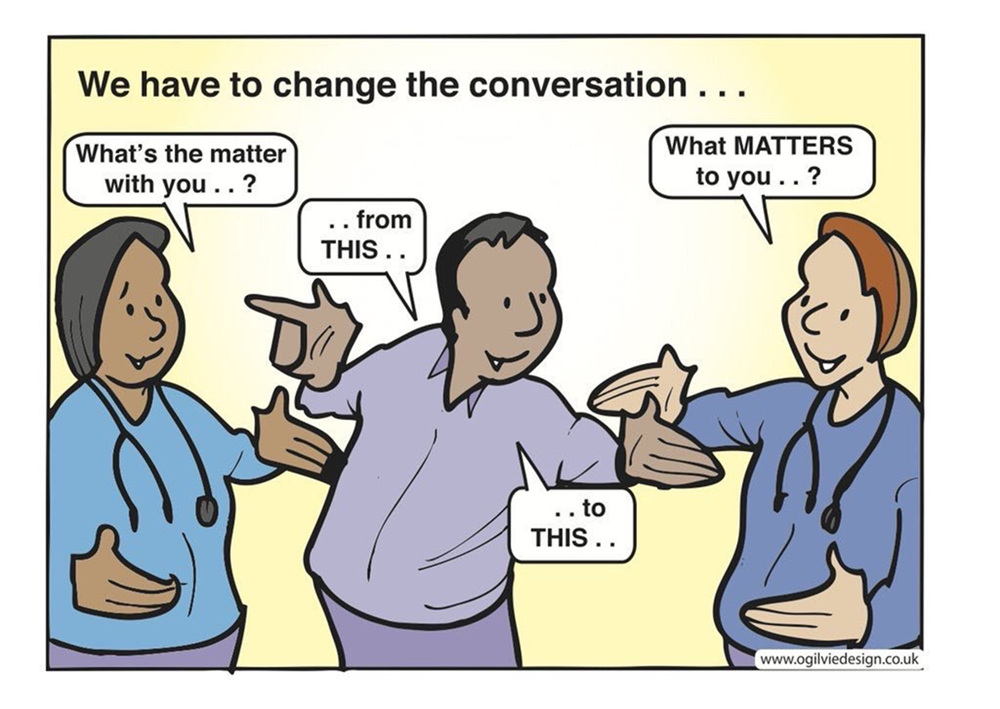 We have to change the conversation . . .
What's the matter
with you . . ?
. . from
THIS . .
What MATTERS
to you . . ?
. . to
THIS . .
www.ogilviedesign.co.uk